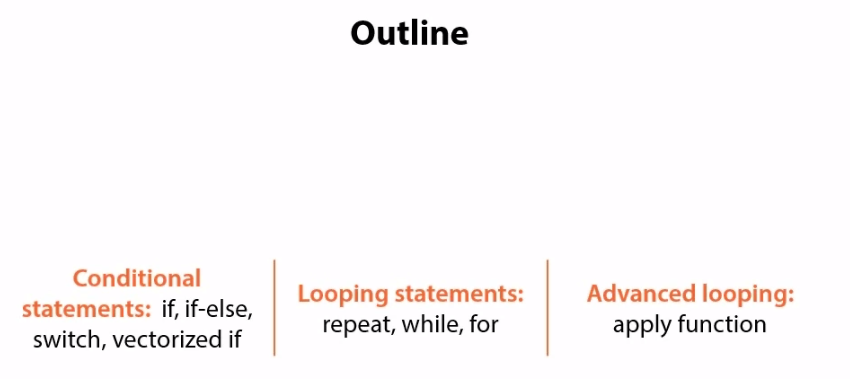 Outline
Conditional
statements: if, if-else,
switch, vectorized if
Looping statements:
repeat, while, for
Advanced looping:
apply function